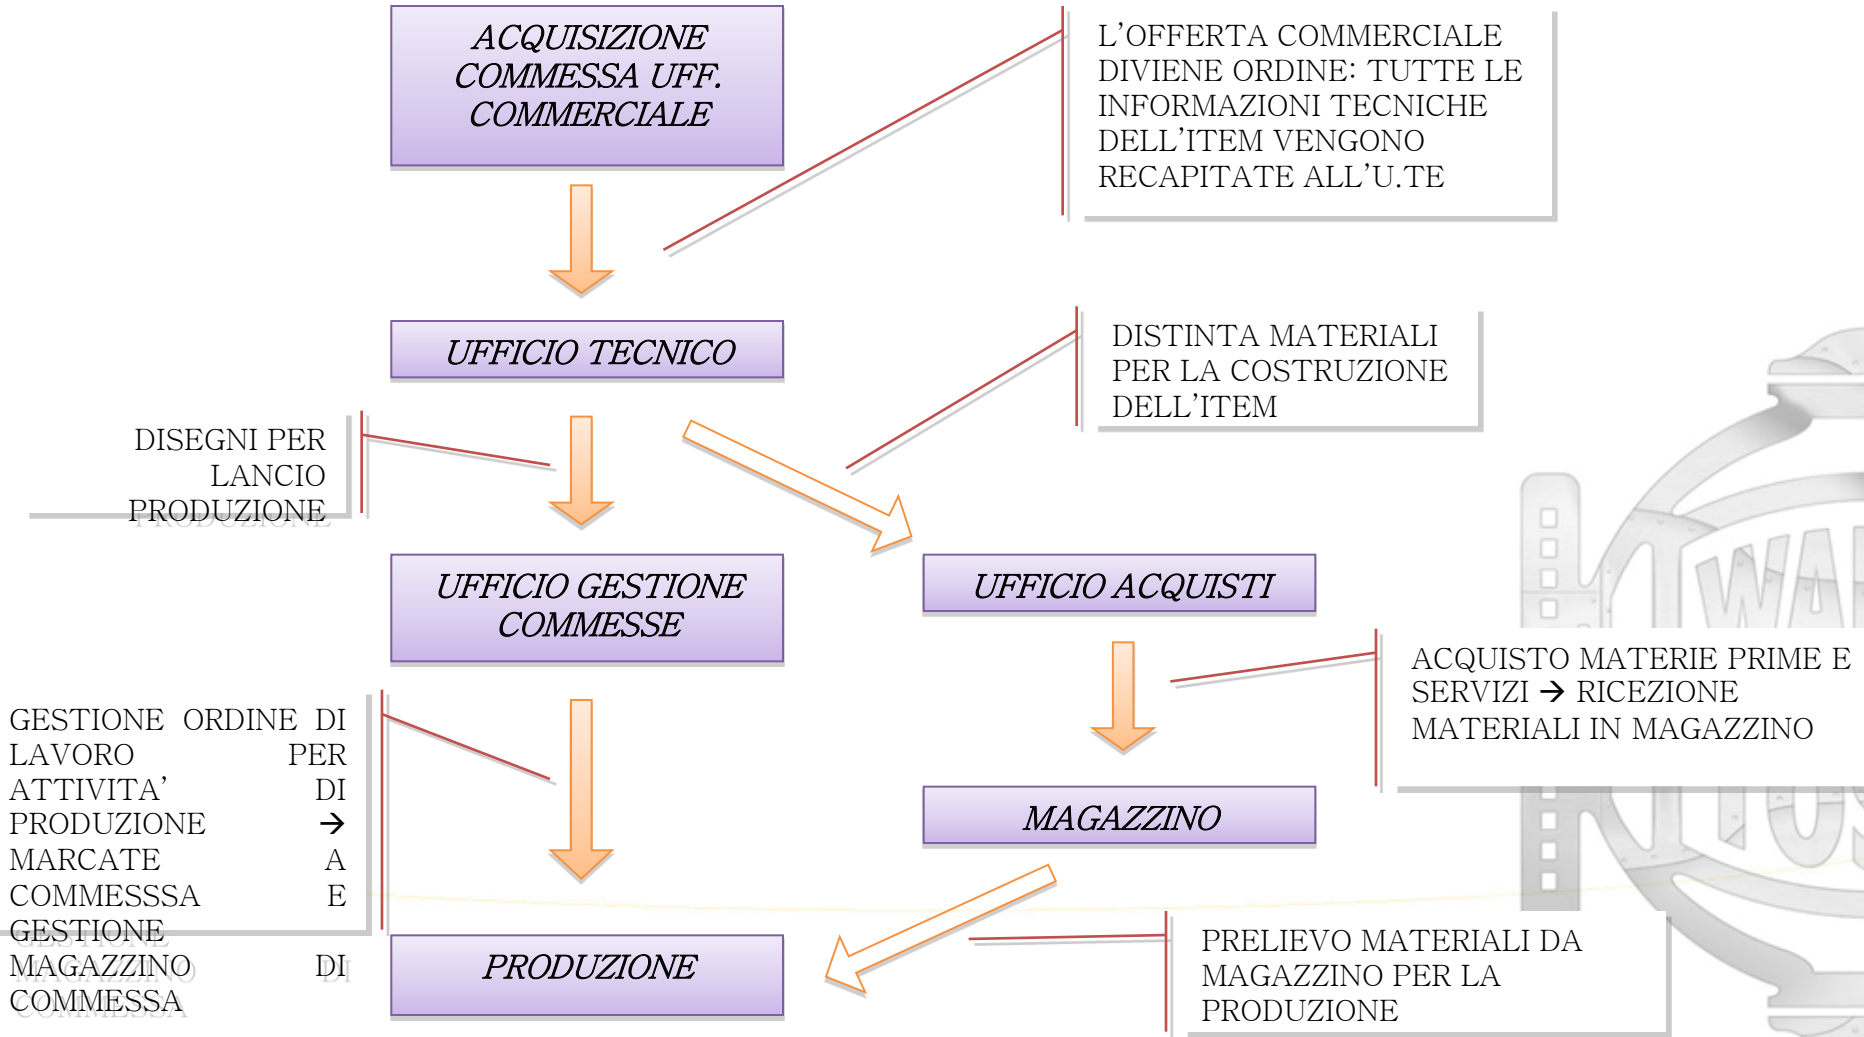 ACQUISIZIONE
COMMESSA UFF.
COMMERCIALE
L'OFFERTA COMMERCIALE
DIVIENE ORDINE: TUTTE LE
INFORMAZIONI TECNICHE
DELL'ITEM VENGONO
RECAPITATE ALL'U.TE
UFFICIO TECNICO
DISTINTA MATERIALI
PER LA COSTRUZIONE
DELL'ITEM
DISEGNI PER
LANCIO
PRODUZIONE
UFFICIO GESTIONE
COMMESSE
UFFICIO ACQUISTI
ACQUISTO MATERIE PRIME E
SERVIZI → RICEZIONE
MATERIALI IN MAGAZZINO
GESTIONE ORDINE DI
LAVORO PER
ATTIVITA' DI
PRODUZIONE →
MARCATE A
COMMESSSA E
GESTIONE
MAGAZZINO DI
COMMESSA
MAGAZZINO
PRODUZIONE
PRELIEVO MATERIALI DA
MAGAZZINO PER LA
PRODUZIONE